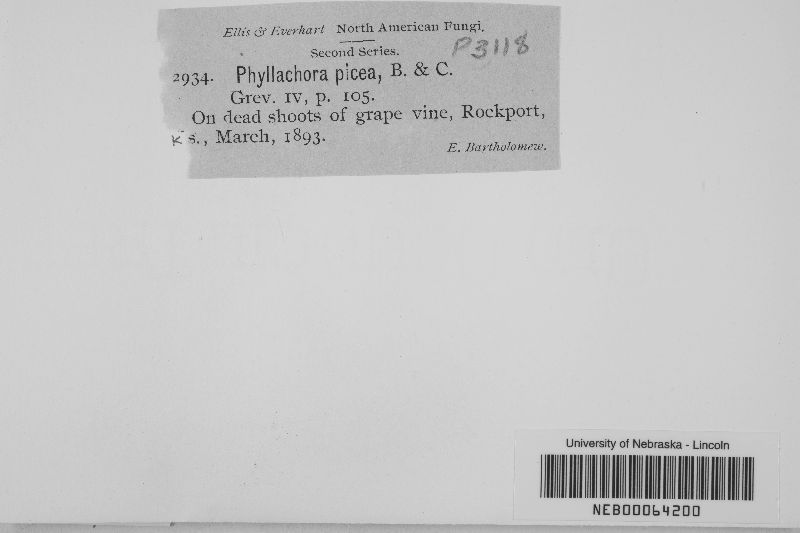 Ellis & Everhart North American Fungi.
Second Series.
P3118
2934. Phyllachora picea, B. & C.
Grev. IV, p. 105.
On dead shoots of grape vine, Rockport,
Ks., March, 1893.
E. Bartholomew.
University of Nebraska - Lincoln
NEB00064200